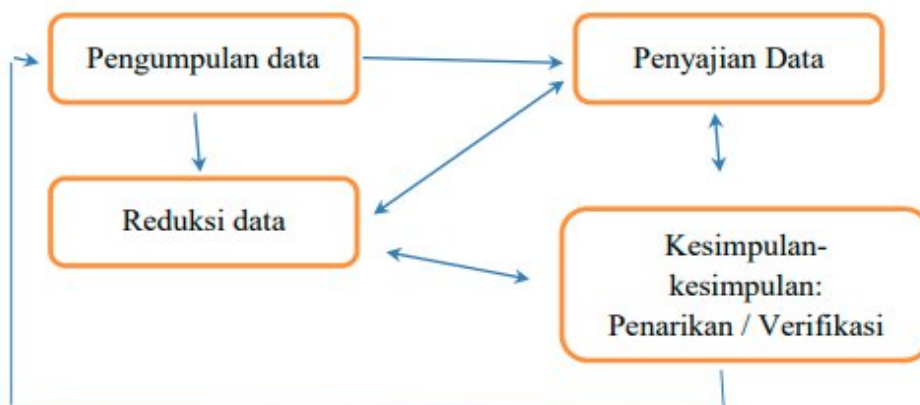 Pengumpulan data
Penyajian Data
Reduksi data
Kesimpulan-
kesimpulan:
Penarikan / Verifikasi